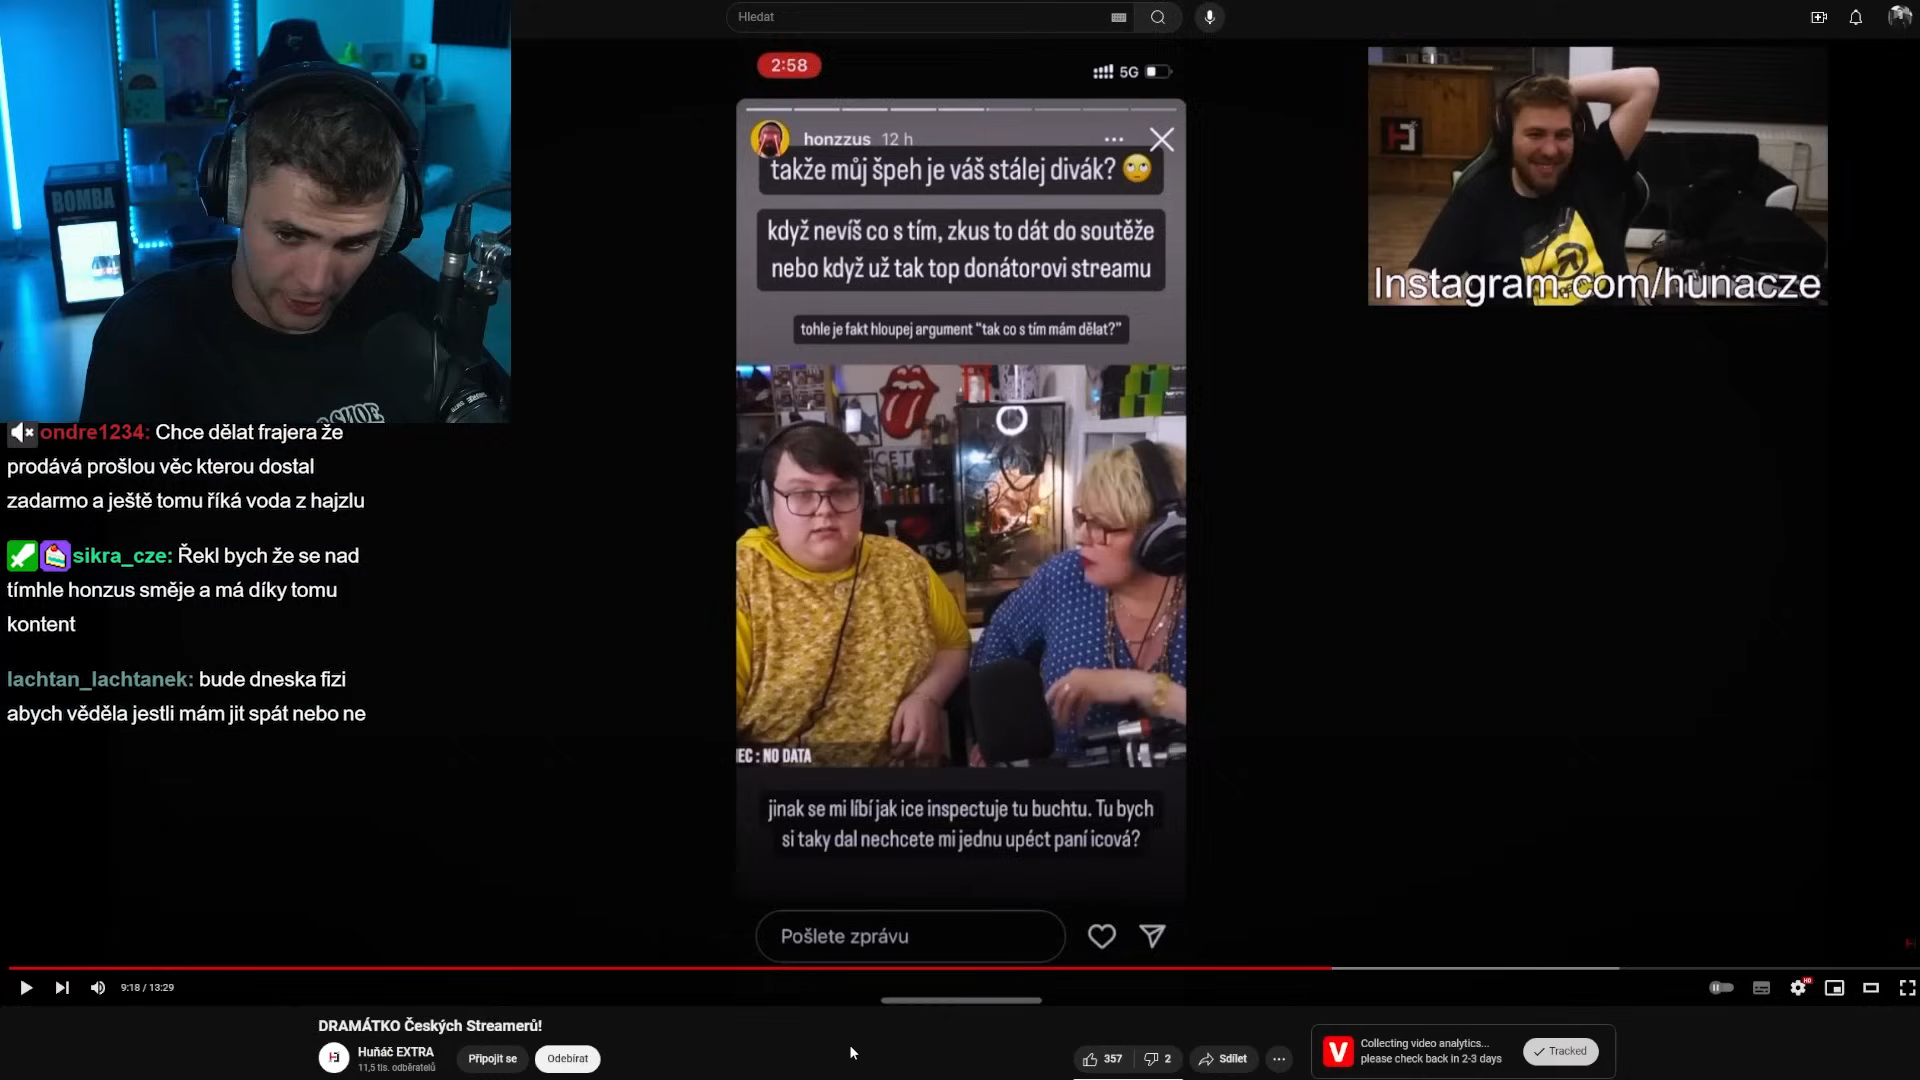 Hledat
2:58
5G
honzzus 12 h
takže můj špeh je váš stálej divák? 🙄
když nevíš co s tím, zkus to dát do soutěže
nebo když už tak top donátorovi streamu
tohle je fakt hloupej argument “tak co s tím mám dělat?”
EC : NO DATA
jinak se mi líbí jak ice inspectuje tu buchtu. Tu bych
si taky dal nechcete mi jednu upéct paní icová?
Pošlete zprávu
Instagram.com/hunacze
BOMBA
ondre1234: Chce dělat frajera že
prodává prošlou věc kterou dostal
zadarmo a ještě tomu říká voda z hajzlu
sikra_cze: Řekl bych že se nad
tímhle honzus směje a má díky tomu
kontent
lachtan_lachtanek: bude dneska fizi
abych věděla jestli mám jit spát nebo ne
9:18 / 13:29
HD
DRAMÁTKO Českých Streamerů!
Huňáč EXTRA
11,5 tis. odběratelů
Připojit se
Odebírat
357
2
Sdílet
Collecting video analytics...
please check back in 2-3 days
Tracked